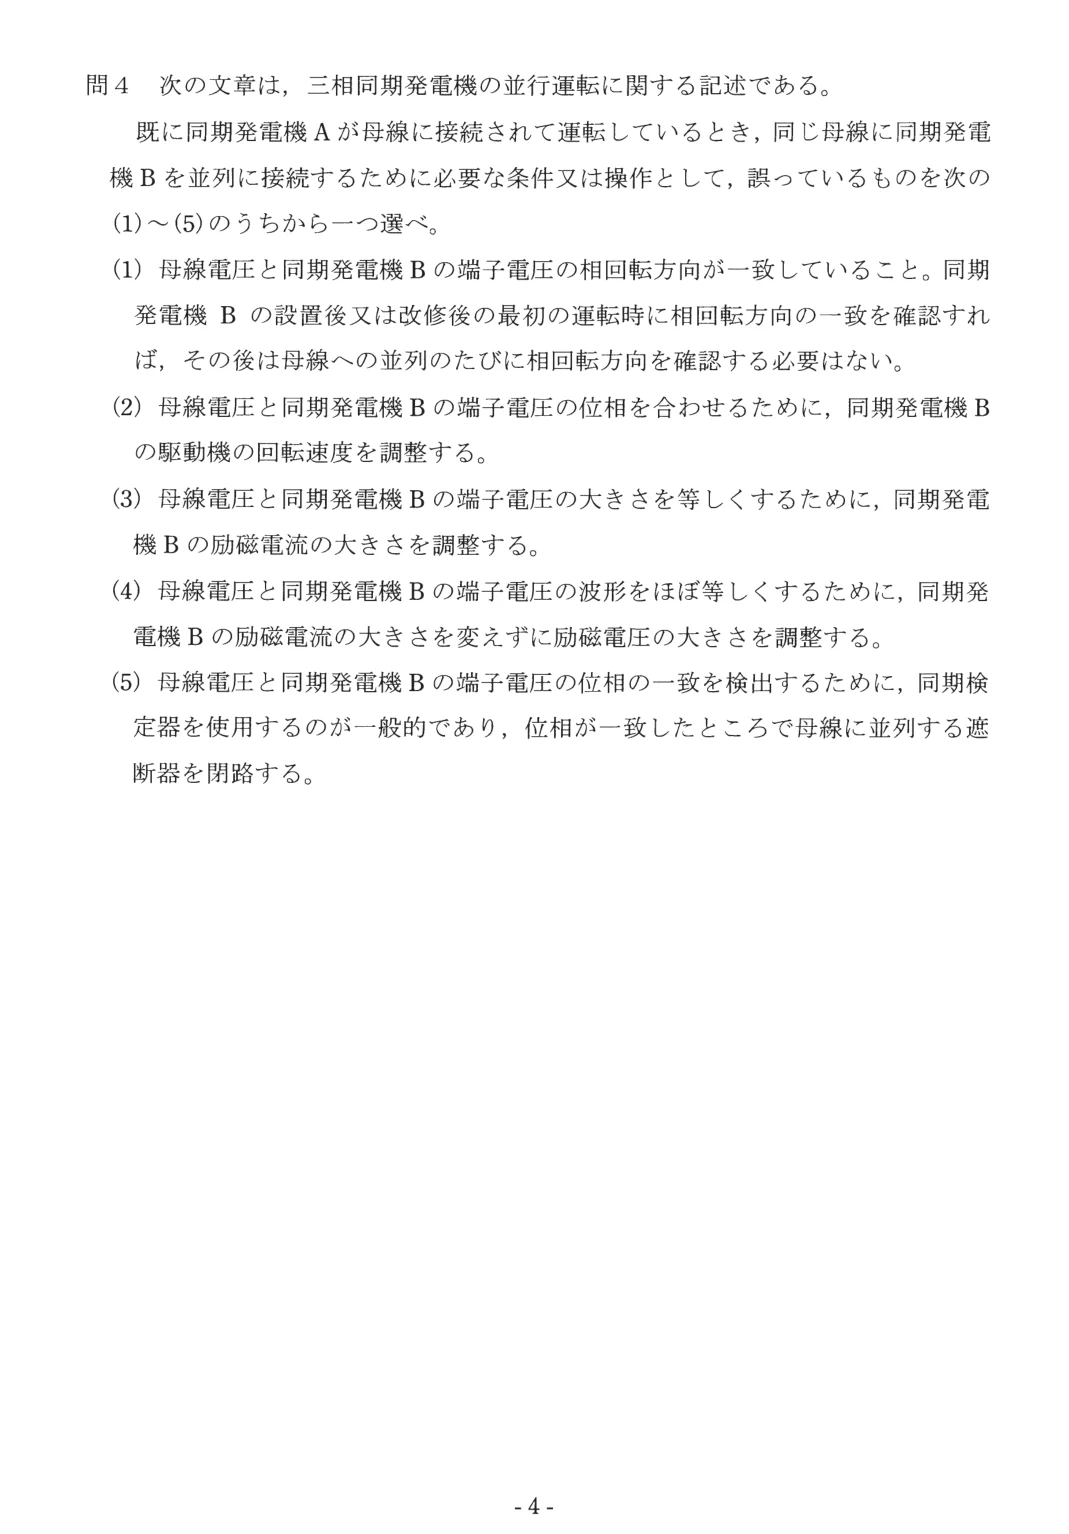 問４　次の文章は，三相同期発電機の並行運転に関する記述である。
既に同期発電機 A が母線に接続されて運転しているとき，同じ母線に同期発電
機 B を並列に接続するために必要な条件又は操作として，誤っているものを次の
(1)～(5)のうちから一つ選べ。
(1) 母線電圧と同期発電機 B の端子電圧の相回転方向が一致していること。同期
発電機 B の設置後又は改修後の最初の運転時に相回転方向の一致を確認すれ
ば，その後は母線への並列のたびに相回転方向を確認する必要はない。
(2) 母線電圧と同期発電機 B の端子電圧の位相を合わせるために，同期発電機 B
の駆動機の回転速度を調整する。
(3) 母線電圧と同期発電機 B の端子電圧の大きさを等しくするために，同期発電
機 B の励磁電流の大きさを調整する。
(4) 母線電圧と同期発電機 B の端子電圧の波形をほぼ等しくするために，同期発
電機 B の励磁電流の大きさを変えずに励磁電圧の大きさを調整する。
(5) 母線電圧と同期発電機 B の端子電圧の位相の一致を検出するために，同期検
定器を使用するのが一般的であり，位相が一致したところで母線に並列する遮
断器を閉路する。
- 4 -